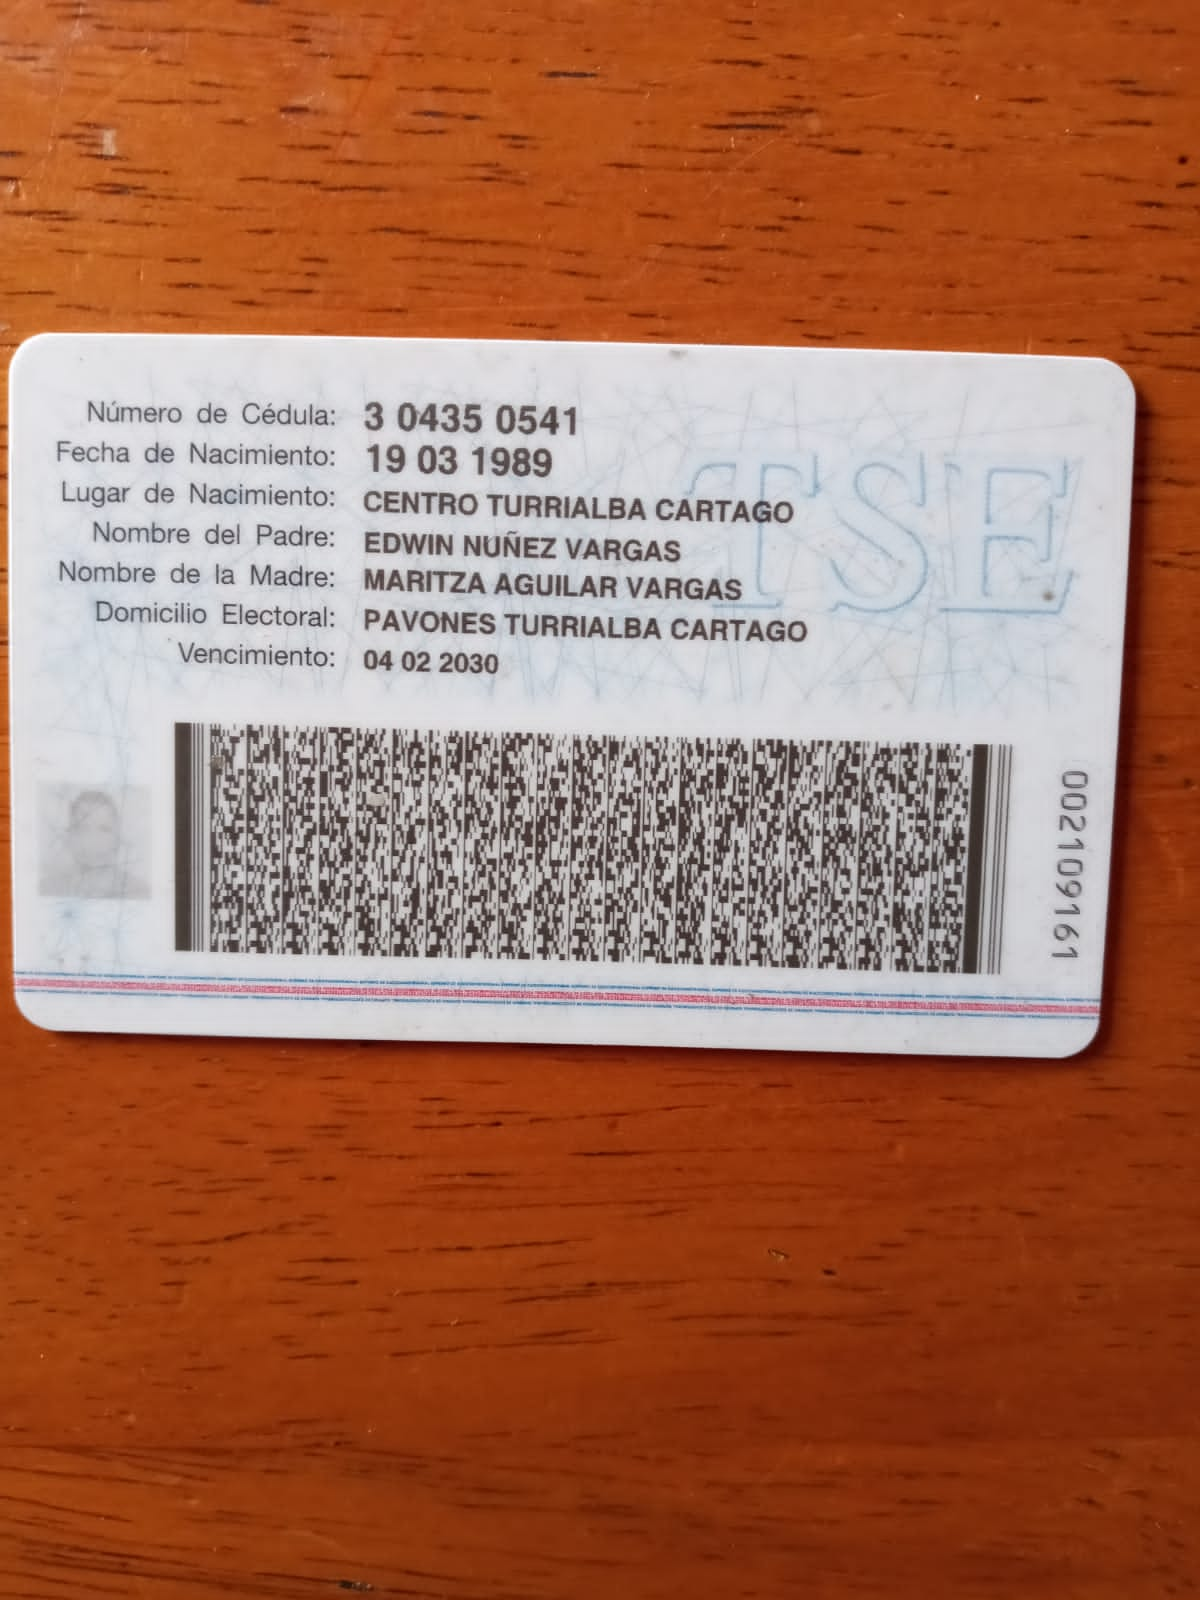 Número de Cédula: 3 0435 0541
Fecha de Nacimiento: 19 03 1989
Lugar de Nacimiento: CENTRO TURRIALBA CARTAGO
Nombre del Padre: EDWIN NUÑEZ VARGAS
Nombre de la Madre: MARITZA AGUILAR VARGAS
Domicilio Electoral: PAVONES TURRIALBA CARTAGO
Vencimiento: 04 02 2030
TSE
002109161